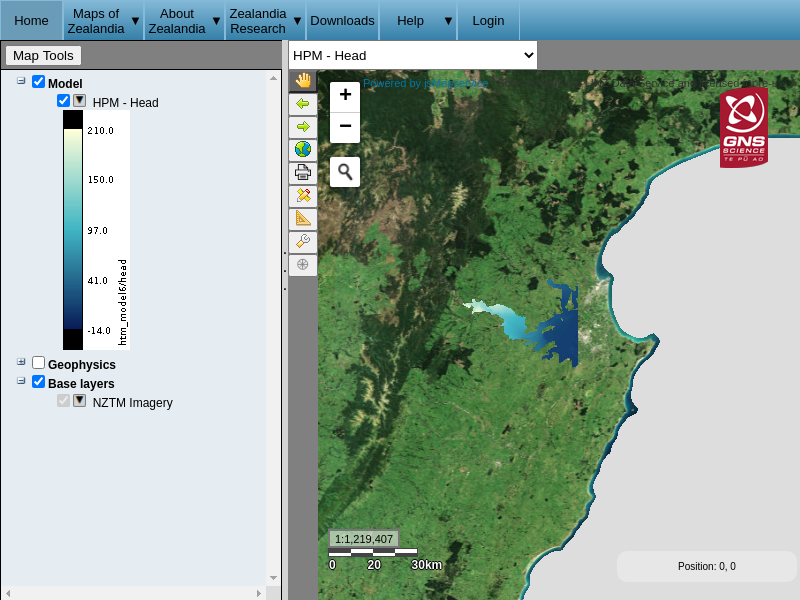 Home
Maps of Zealandia ▼
About Zealandia ▼
Zealandia Research ▼
Downloads
Help ▼
Login
Map Tools
HPM - Head
Model
HPM - Head
210.0
150.0
97.0
41.0
-14.0
htm_model6/head
Geophysics
Base layers
NZTM Imagery
Powered by
+
−
GNS
SCIENCE
TE PŪ AO
1:1,219,407
0 20 30km
Position: 0, 0